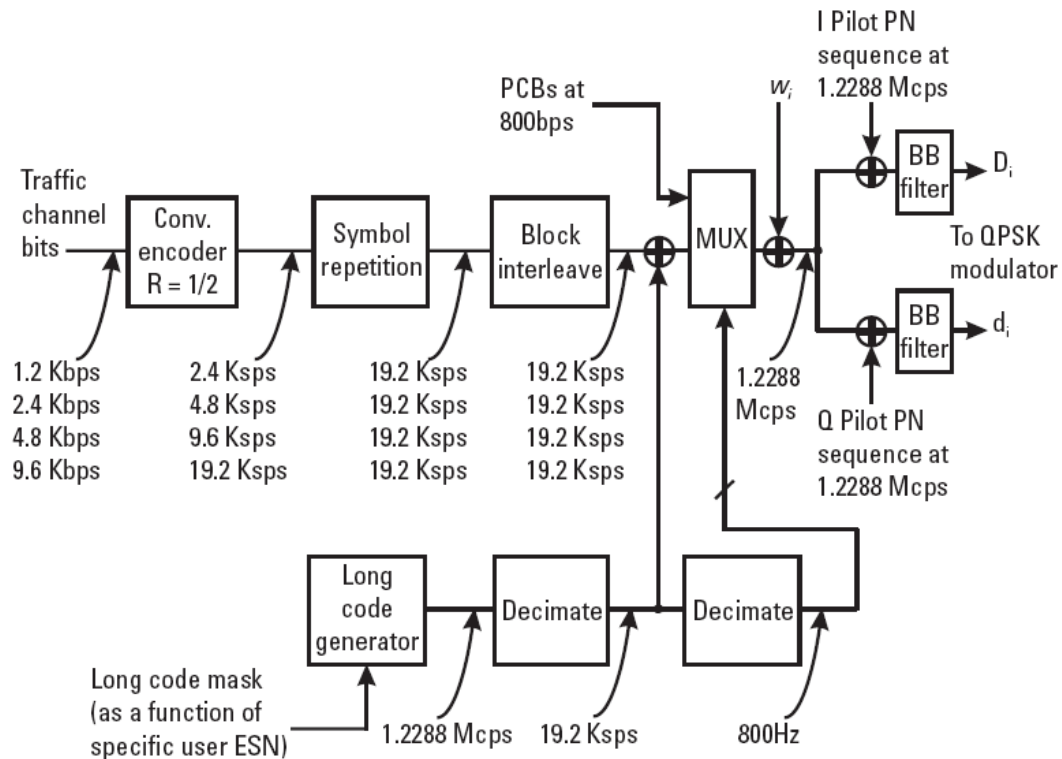 I Pilot PN
sequence at
1.2288 Mcps
PCBs at
800bps
wᵢ
Traffic
channel
bits
Conv.
encoder
R = 1/2
Symbol
repetition
Block
interleave
MUX
BB
filter
Dᵢ
To QPSK
modulator
BB
filter
dᵢ
1.2 Kbps
2.4 Kbps
4.8 Kbps
9.6 Kbps
2.4 Ksps
4.8 Ksps
9.6 Ksps
19.2 Ksps
19.2 Ksps
19.2 Ksps
19.2 Ksps
19.2 Ksps
19.2 Ksps
19.2 Ksps
19.2 Ksps
19.2 Ksps
1.2288
Mcps
Q Pilot PN
sequence at
1.2288 Mcps
Long
code
generator
Decimate
Decimate
Long code mask
(as a function of
specific user ESN)
1.2288 Mcps
19.2 Ksps
800Hz